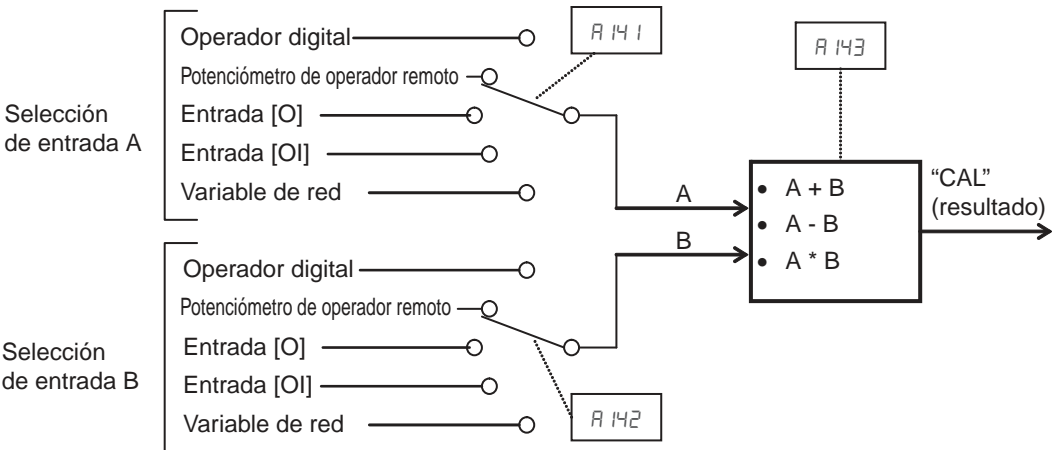 Operador digital
A141
Potenciómetro de operador remoto
A143
Selección
de entrada A
Entrada [O]
Entrada [OI]
Variable de red
A
• A + B
• A - B
• A * B
“CAL”
(resultado)
B
Operador digital
Potenciómetro de operador remoto
Selección
de entrada B
Entrada [O]
Entrada [OI]
Variable de red
A142